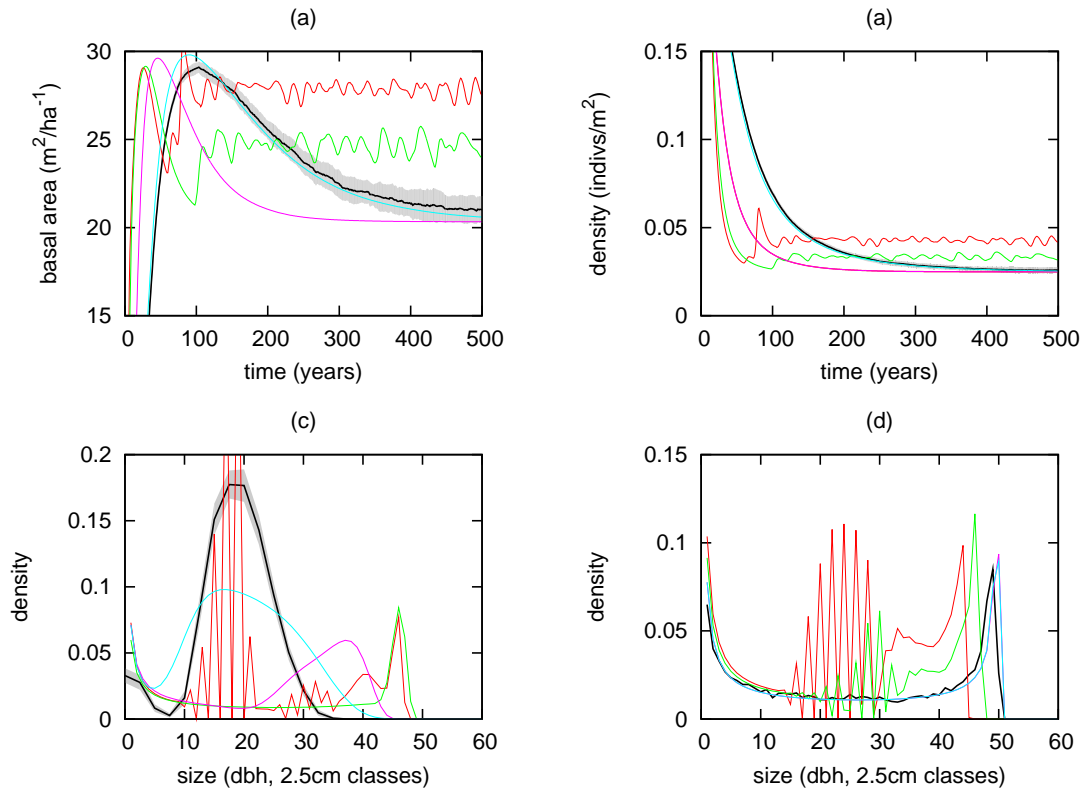 (a)
30
25
20
15
basal area (m²/ha⁻¹)
0 100 200 300 400 500
time (years)
(a)
0.15
0.1
0.05
0
density (indivs/m²)
0 100 200 300 400 500
time (years)
(c)
0.2
0.15
0.1
0.05
0
density
0 10 20 30 40 50 60
size (dbh, 2.5cm classes)
(d)
0.15
0.1
0.05
0
density
0 10 20 30 40 50 60
size (dbh, 2.5cm classes)